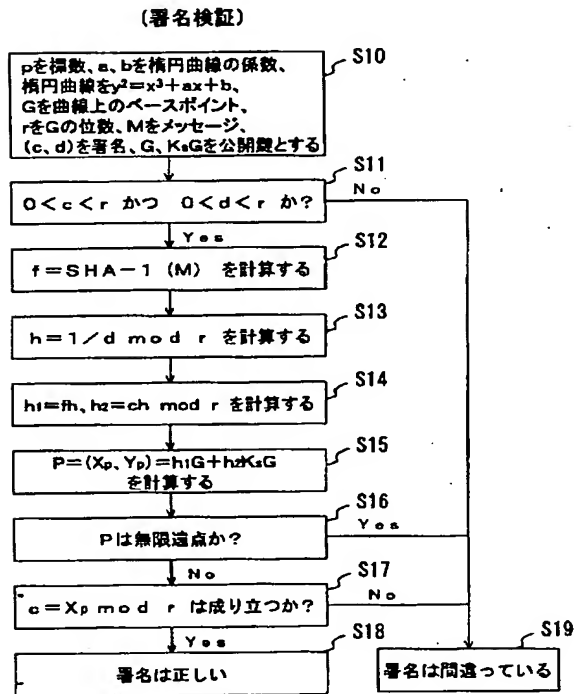 (署名検証)
S10
pを標数、a、bを楕円曲線の係数、
楕円曲線をy²=x³+ax+b、
Gを曲線上のベースポイント、
rをGの位数、Mをメッセージ、
(c、d)を署名、G、KsGを公開鍵とする
S11
0<c<r かつ 0<d<r か?
No
Yes
S12
f=SHA-1(M) を計算する
S13
h=1/d mod r を計算する
S14
h1=fh、h2=ch mod r を計算する
S15
P=(Xp、Yp)=h1G+h2KsG
を計算する
S16
Pは無限遠点か?
Yes
No
S17
c=Xp mod r は成り立つか?
No
Yes
S18
署名は正しい
S19
署名は間違っている